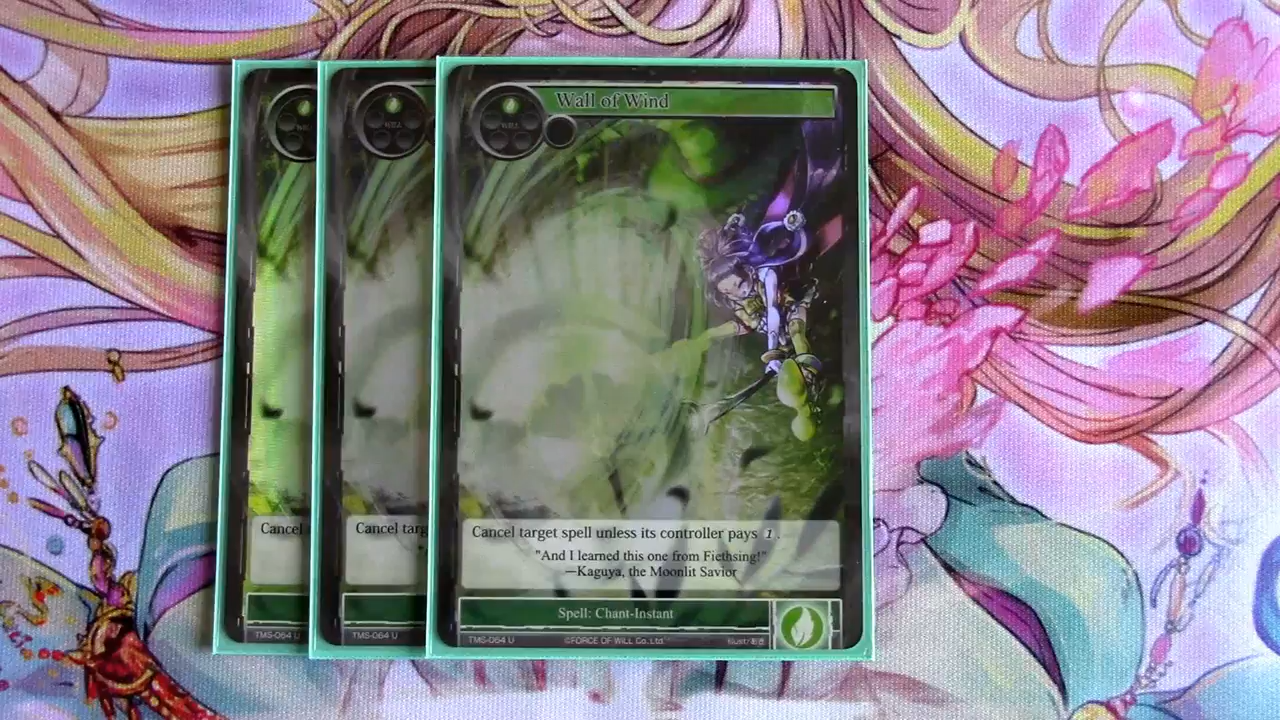 Wall of Wind
WILL
WILL
Cancel
Cancel targ
Cancel target spell unless its controller pays 1.
"And I learned this one from Fiethsing!"
—Kaguya, the Moonlit Savior
Spell: Chant-Instant
TMS-064 U
TMS-064 U
TMS-064 U
©FORCE OF WILL Co.,Ltd.